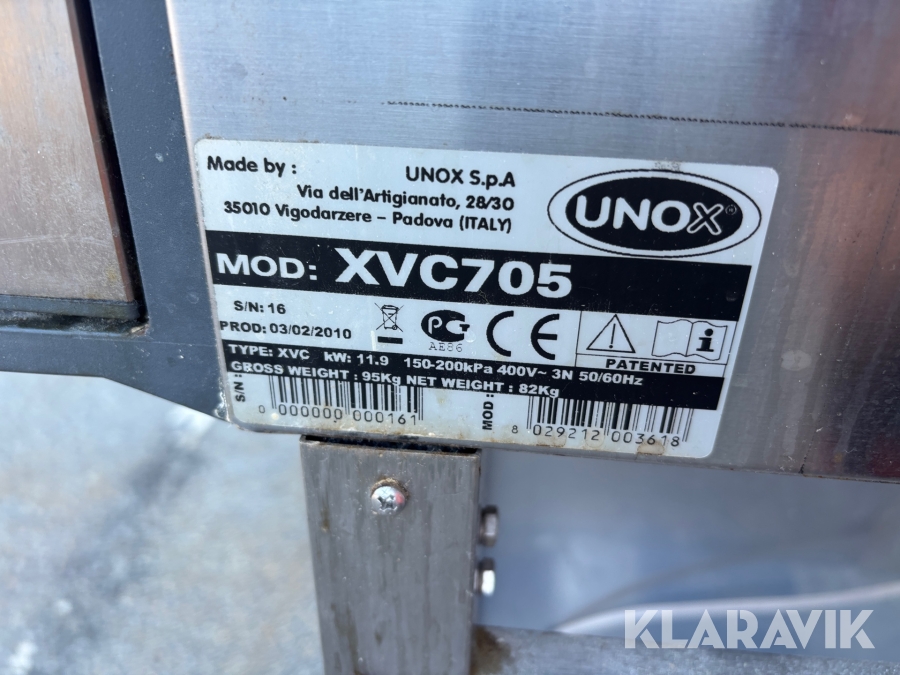 Made by :
UNOX S.p.A
Via dell'Artigianato, 28/30
35010 Vigodarzere - Padova (ITALY)
UNOX
MOD: XVC705
S/N: 16
PROD: 03/02/2010
PG
AE86
CE
PATENTED
TYPE: XVC kW: 11.9 150-200kPa 400V~ 3N 50/60Hz
GROSS WEIGHT : 95Kg NET WEIGHT : 82Kg
S/N:
0 000000 000161
MOD:
8 029212 003618
KLARAVIK